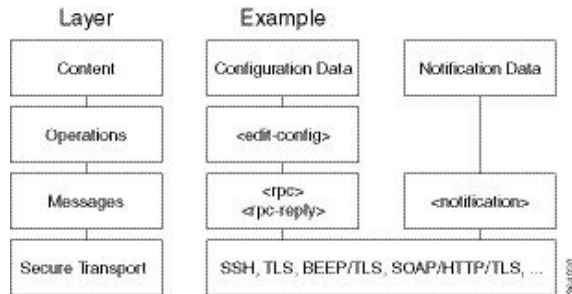 Layer Example
Content Configuration Data Notification Data
Operations <edit-config>
Messages <rpc> <notification>
<rpc-reply>
Secure Transport SSH, TLS, BEEP/TLS, SOAP/HTTP/TLS, ...